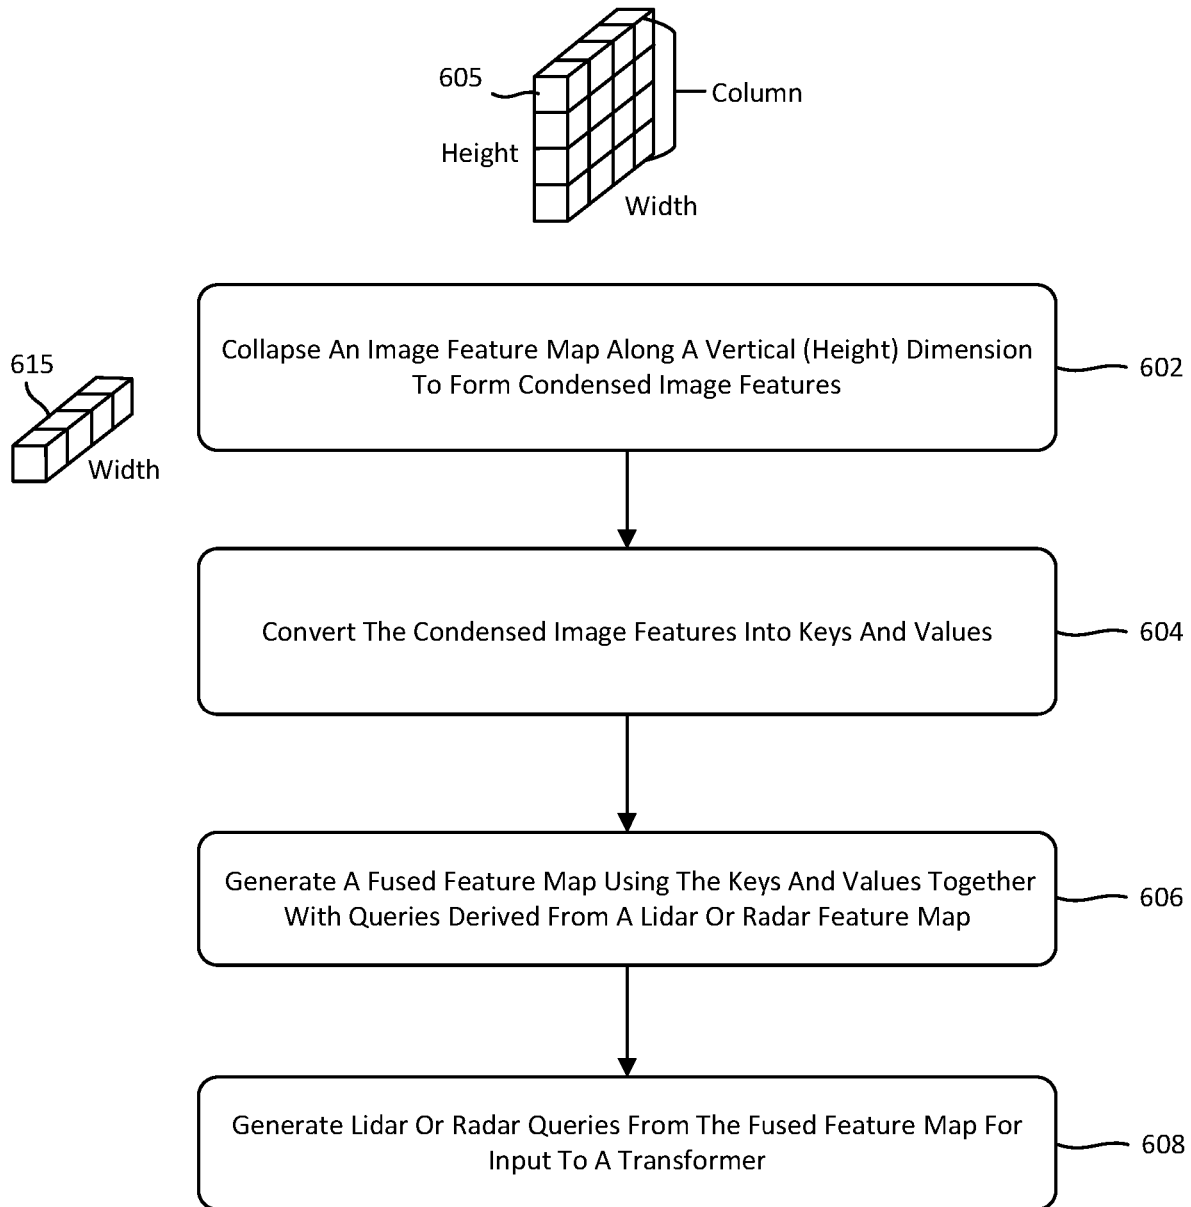 605
Column
Height
Width
Collapse An Image Feature Map Along A Vertical (Height) Dimension
To Form Condensed Image Features
602
615
Width
Convert The Condensed Image Features Into Keys And Values
604
Generate A Fused Feature Map Using The Keys And Values Together
With Queries Derived From A Lidar Or Radar Feature Map
606
Generate Lidar Or Radar Queries From The Fused Feature Map For
Input To A Transformer
608